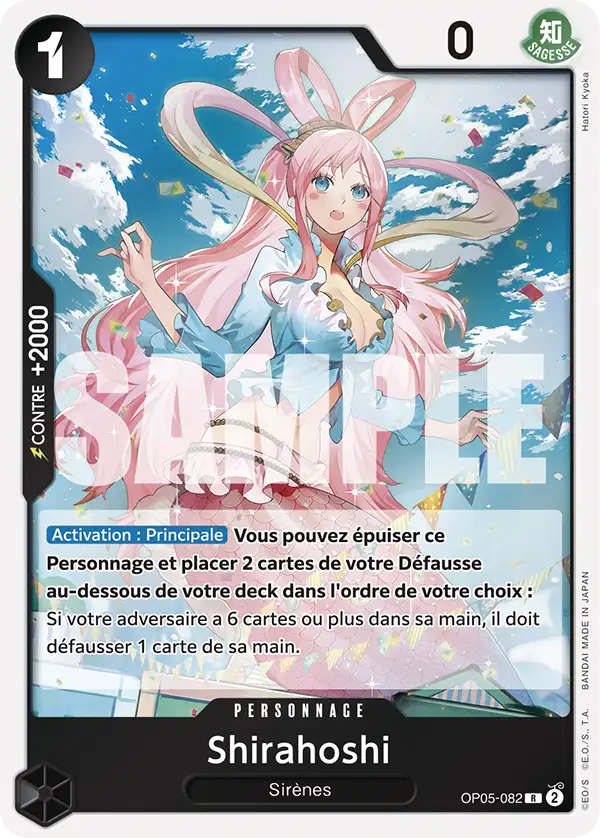 1
0
知
SAGESSE
Hatori Kyoka
CONTRE +2000
SAMPLE
Activation : Principale Vous pouvez épuiser ce
Personnage et placer 2 cartes de votre Défausse
au-dessous de votre deck dans l'ordre de votre choix :
Si votre adversaire a 6 cartes ou plus dans sa main, il doit
défausser 1 carte de sa main.
PERSONNAGE
Shirahoshi
Sirènes
OP05-082 R 2
©EO/S ©E.O./S., T.A. BANDAI MADE IN JAPAN